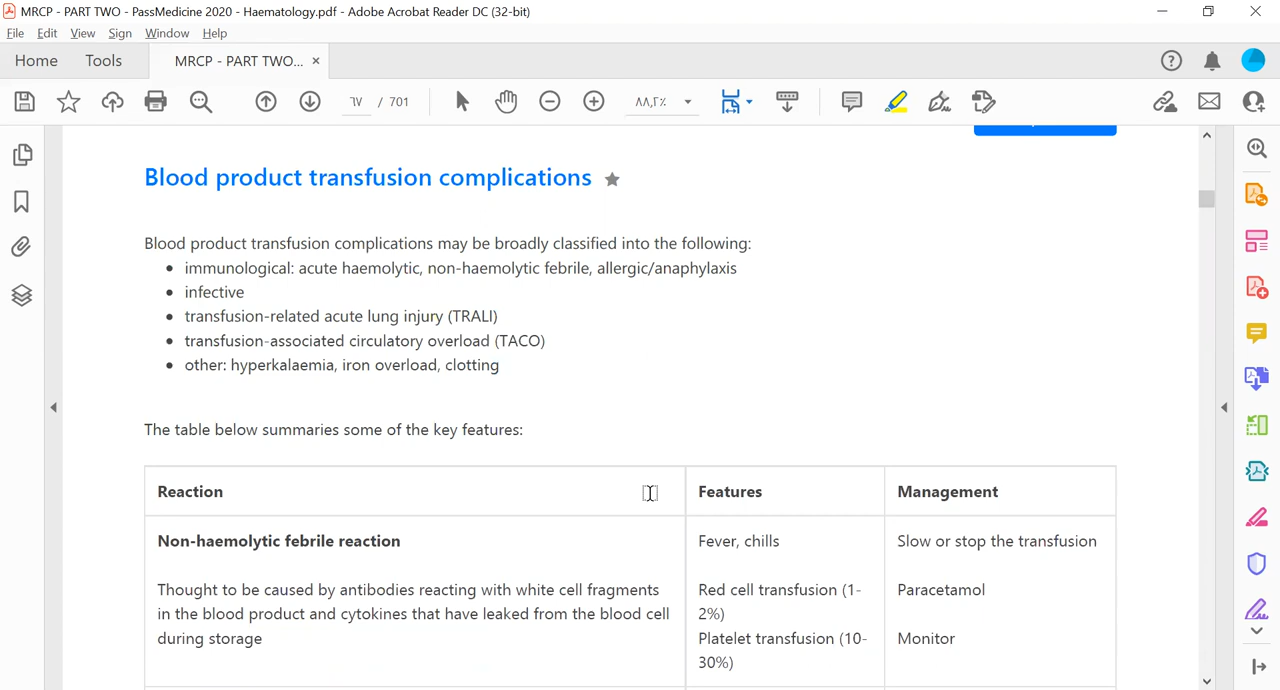 MRCP - PART TWO - PassMedicine 2020 - Haematology.pdf - Adobe Acrobat Reader DC (32-bit)
File Edit View Sign Window Help
Home Tools MRCP - PART TWO... ×
٦٧ / 701 ٨٨,٢٪
Blood product transfusion complications
Blood product transfusion complications may be broadly classified into the following:
• immunological: acute haemolytic, non-haemolytic febrile, allergic/anaphylaxis
• infective
• transfusion-related acute lung injury (TRALI)
• transfusion-associated circulatory overload (TACO)
• other: hyperkalaemia, iron overload, clotting
The table below summaries some of the key features:
Reaction Features Management
Non-haemolytic febrile reaction
Thought to be caused by antibodies reacting with white cell fragments
in the blood product and cytokines that have leaked from the blood cell
during storage
Fever, chills
Red cell transfusion (1-
2%)
Platelet transfusion (10-
30%)
Slow or stop the transfusion
Paracetamol
Monitor